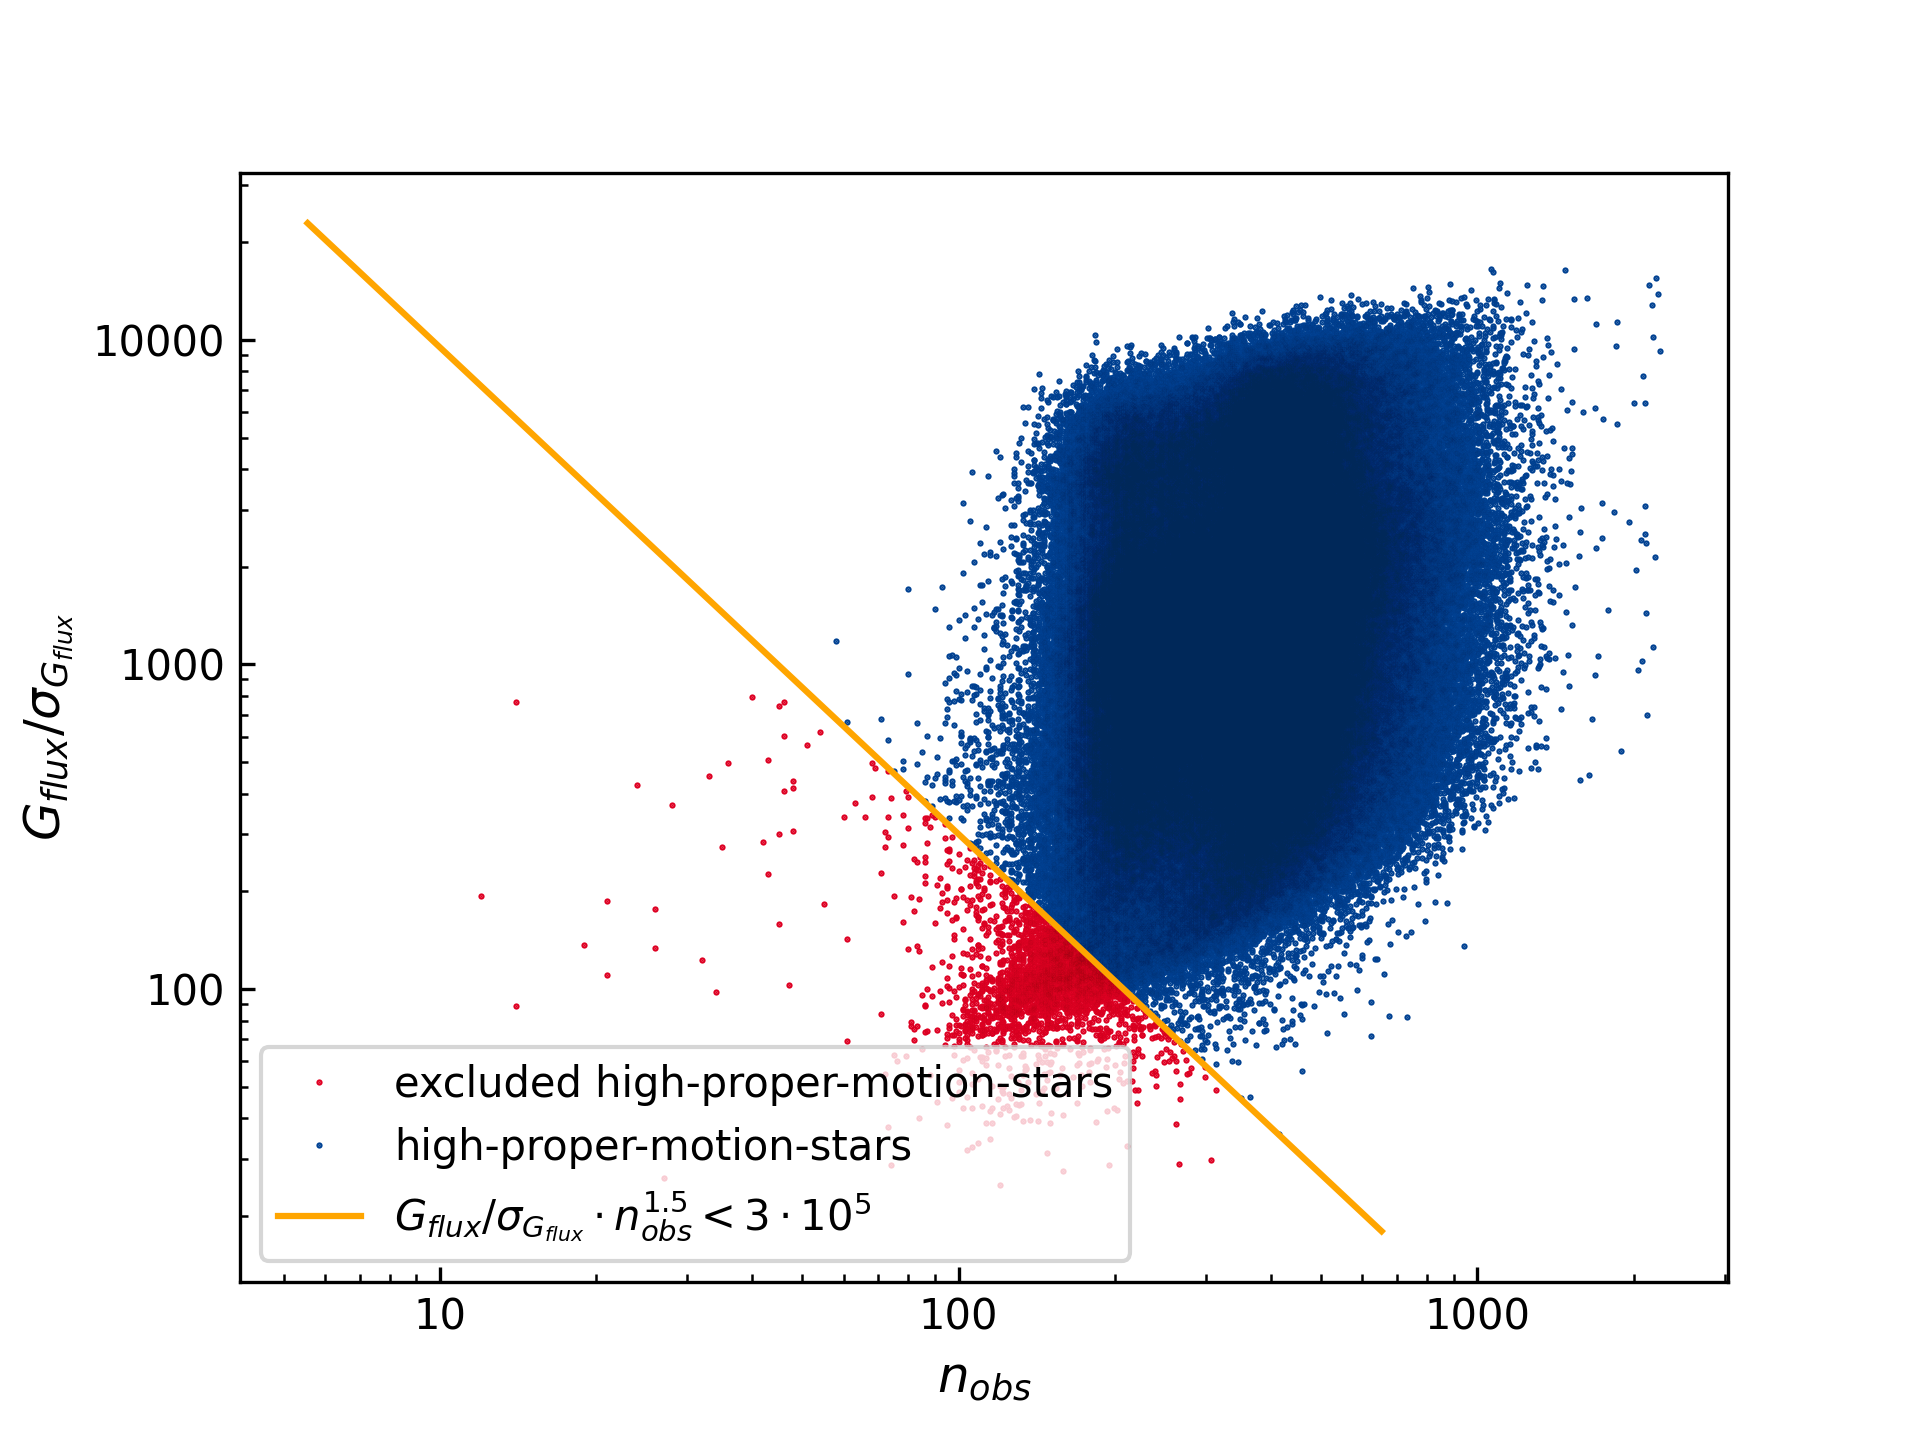 10000
1000
100
G_flux/σ_G_flux
excluded high-proper-motion-stars
high-proper-motion-stars
G_flux/σ_G_flux · n_obs^1.5 < 3 · 10^5
10 100 1000
n_obs